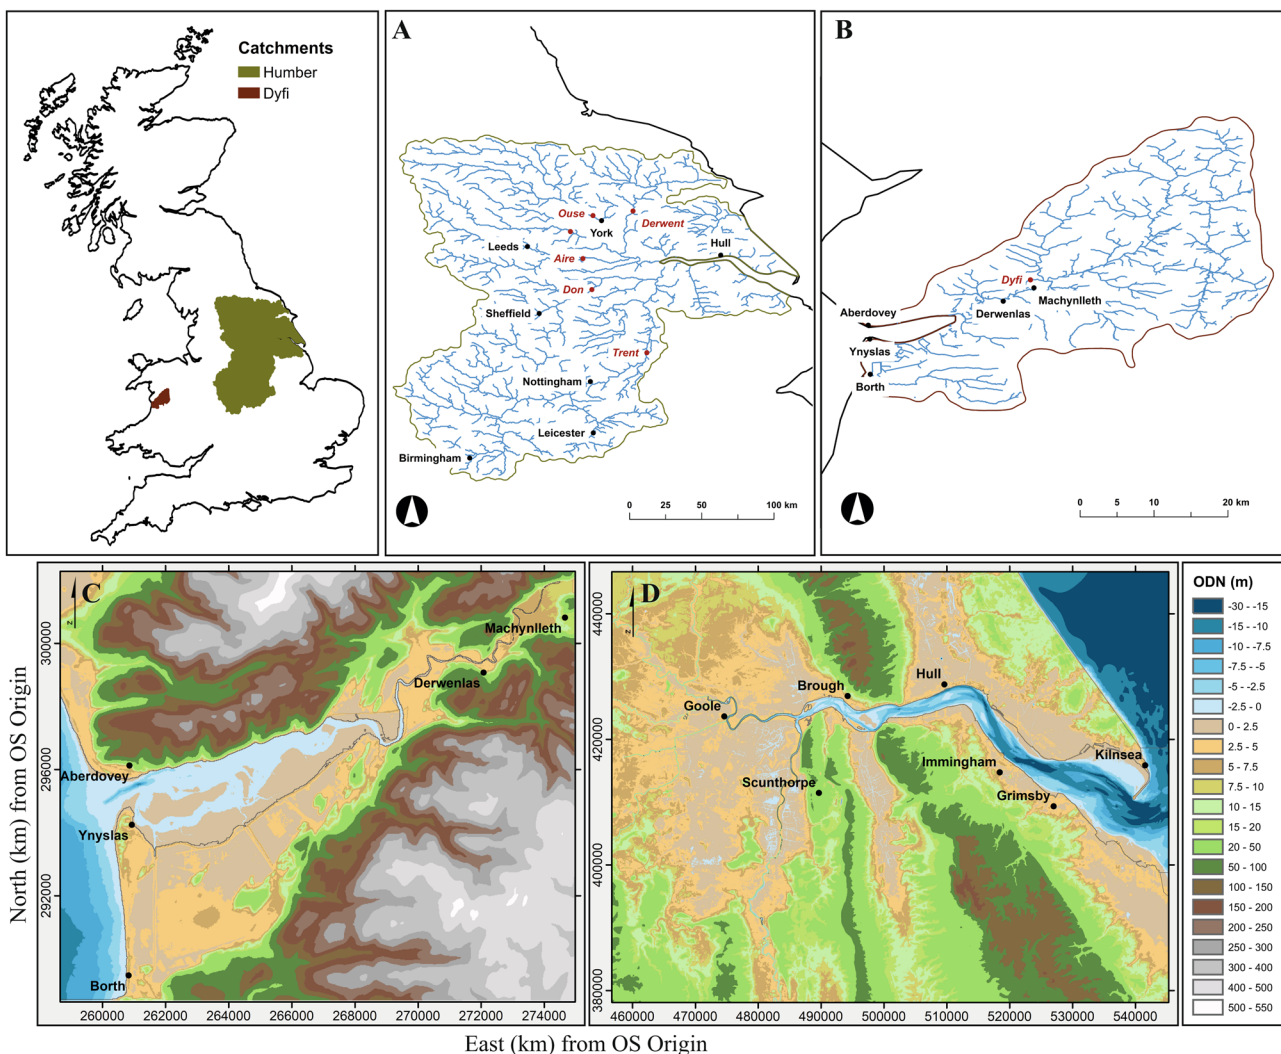 Catchments
Humber
Dyfi
A
Ouse
York
Derwent
Leeds
Hull
Aire
Don
Sheffield
Trent
Nottingham
Leicester
Birmingham
0 25 50 100 km
B
Dyfi
Machynlleth
Derwenlas
Aberdovey
Ynyslas
Borth
0 5 10 20 km
C
N
Machynlleth
Derwenlas
Aberdovey
Ynyslas
Borth
North (km) from OS Origin
300000
296000
292000
260000 262000 264000 266000 268000 270000 272000 274000
D
N
Hull
Brough
Goole
Kilnsea
Immingham
Scunthorpe
Grimsby
440000
420000
400000
380000
460000 470000 480000 490000 500000 510000 520000 530000 540000
East (km) from OS Origin
ODN (m)
-30 - -15
-15 - -10
-10 - -7.5
-7.5 - -5
-5 - -2.5
-2.5 - 0
0 - 2.5
2.5 - 5
5 - 7.5
7.5 - 10
10 - 15
15 - 20
20 - 50
50 - 100
100 - 150
150 - 200
200 - 250
250 - 300
300 - 400
400 - 500
500 - 550